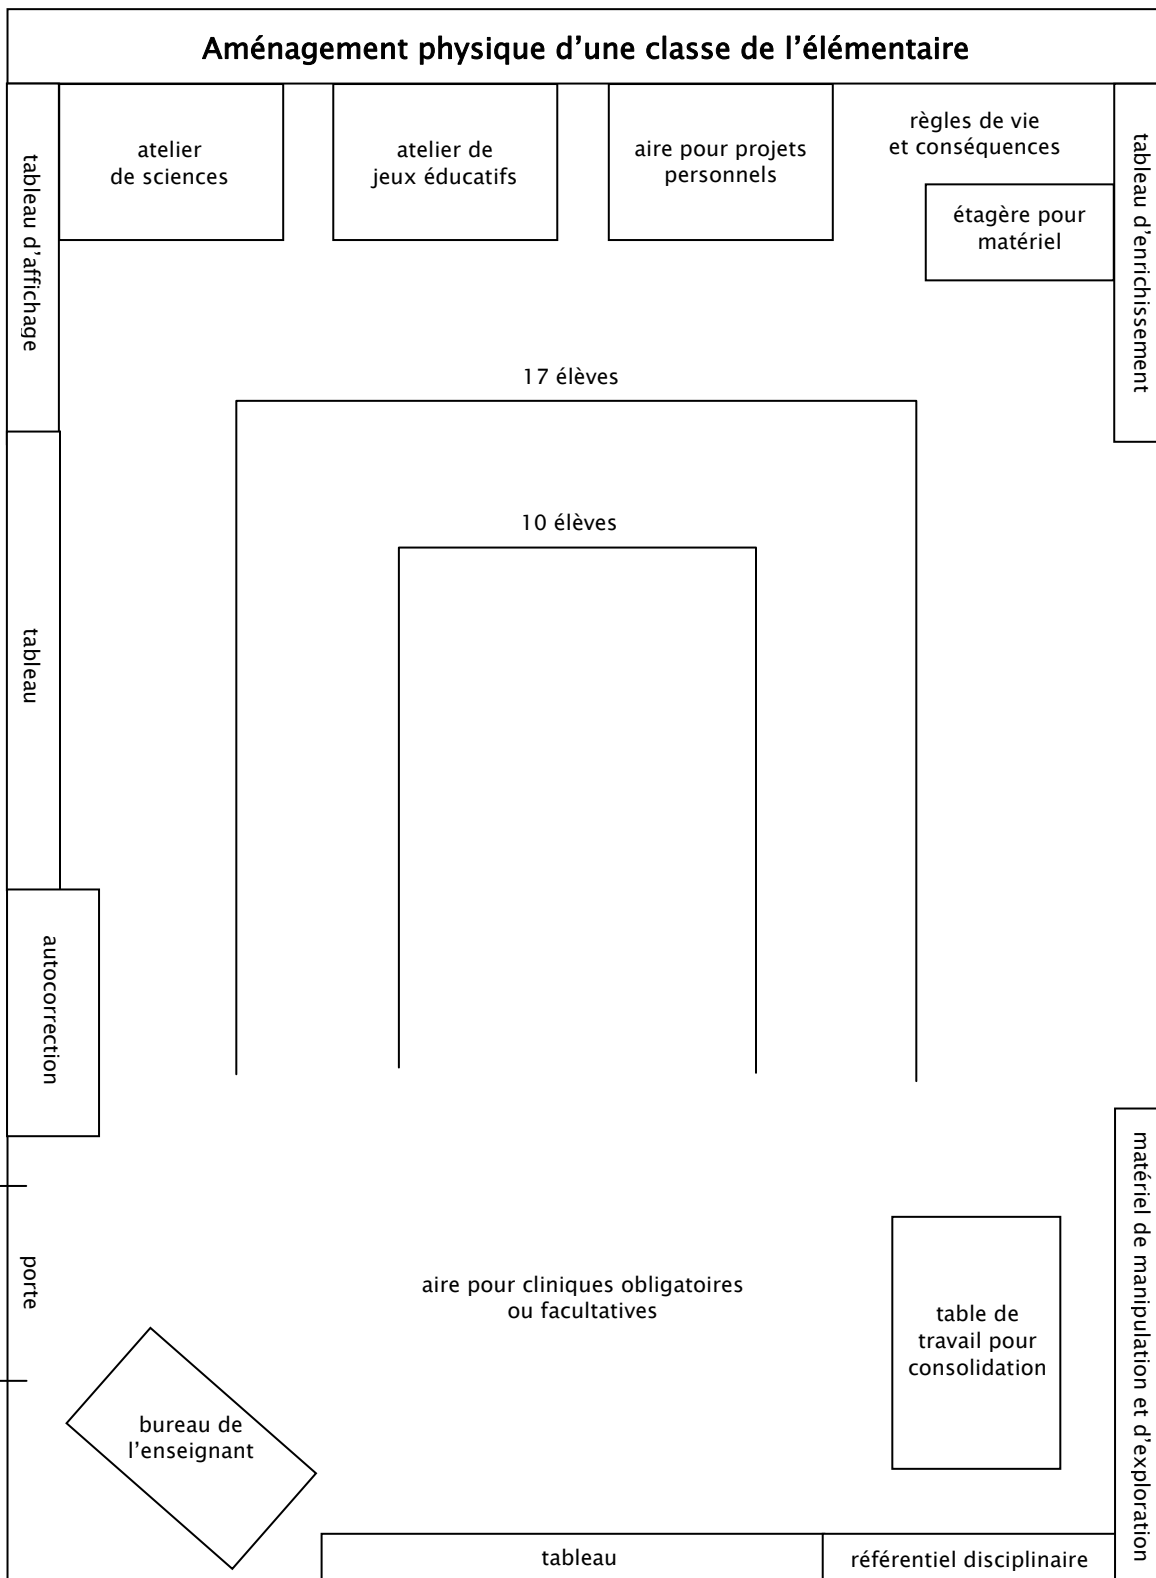 Aménagement physique d’une classe de l’élémentaire
tableau d’affichage
atelier
de sciences
atelier de
jeux éducatifs
aire pour projets
personnels
règles de vie
et conséquences
étagère pour
matériel
tableau d’enrichissement
17 élèves
10 élèves
tableau
autocorrection
porte
aire pour cliniques obligatoires
ou facultatives
table de
travail pour
consolidation
matériel de manipulation et d’exploration
bureau de
l’enseignant
tableau
référentiel disciplinaire